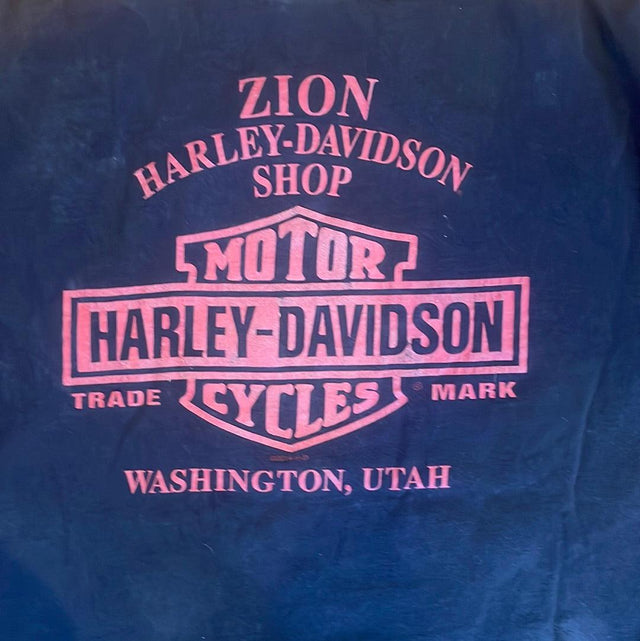 ZION
HARLEY-DAVIDSON
SHOP
MOTOR
HARLEY-DAVIDSON
TRADE ® MARK
CYCLES
WASHINGTON, UTAH